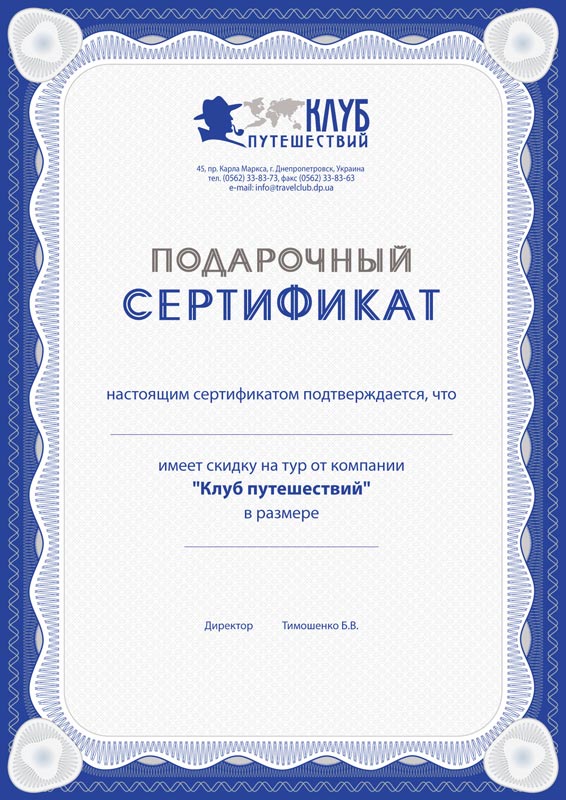 КЛУБ
ПУТЕШЕСТВИЙ
45, пр. Карла Маркса, г. Днепропетровск, Украина
тел. (0562) 33-83-73, факс (0562) 33-83-63
e-mail: info@travelclub.dp.ua
ПОДАРОЧНЫЙ
СЕРТИФИКАТ
настоящим сертификатом подтверждается, что
имеет скидку на тур от компании
"Клуб путешествий"
в размере
Директор Тимошенко Б.В.